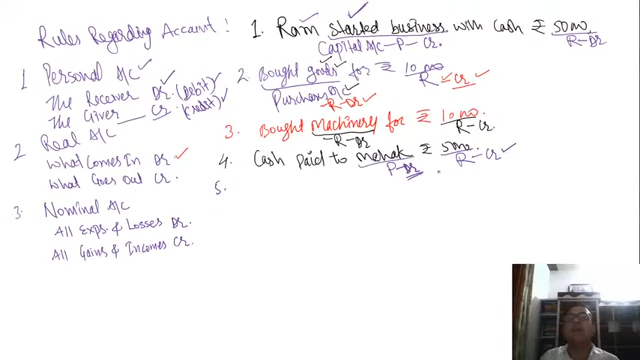 Rules Regarding Account!
1 Personal A/C
The Receiver Dr. (Debit)
The Giver Cr. (Credit)
2 Real A/C
What Comes In Dr.
What Goes Out Cr.
3. Nominal A/C
All Exps. & Losses Dr.
All Gains & Incomes Cr.
1. Ram started business with Cash ₹ 50000
Capital A/C - P - Cr. R - Dr
2. Bought goods for ₹ 10000
Purchase A/C R - Cr
R - Dr
3. Bought Machinery for ₹ 10000
R - Dr R - Cr.
4. Cash Paid to Mehak ₹ 5000.
P - Dr R - Cr
5.